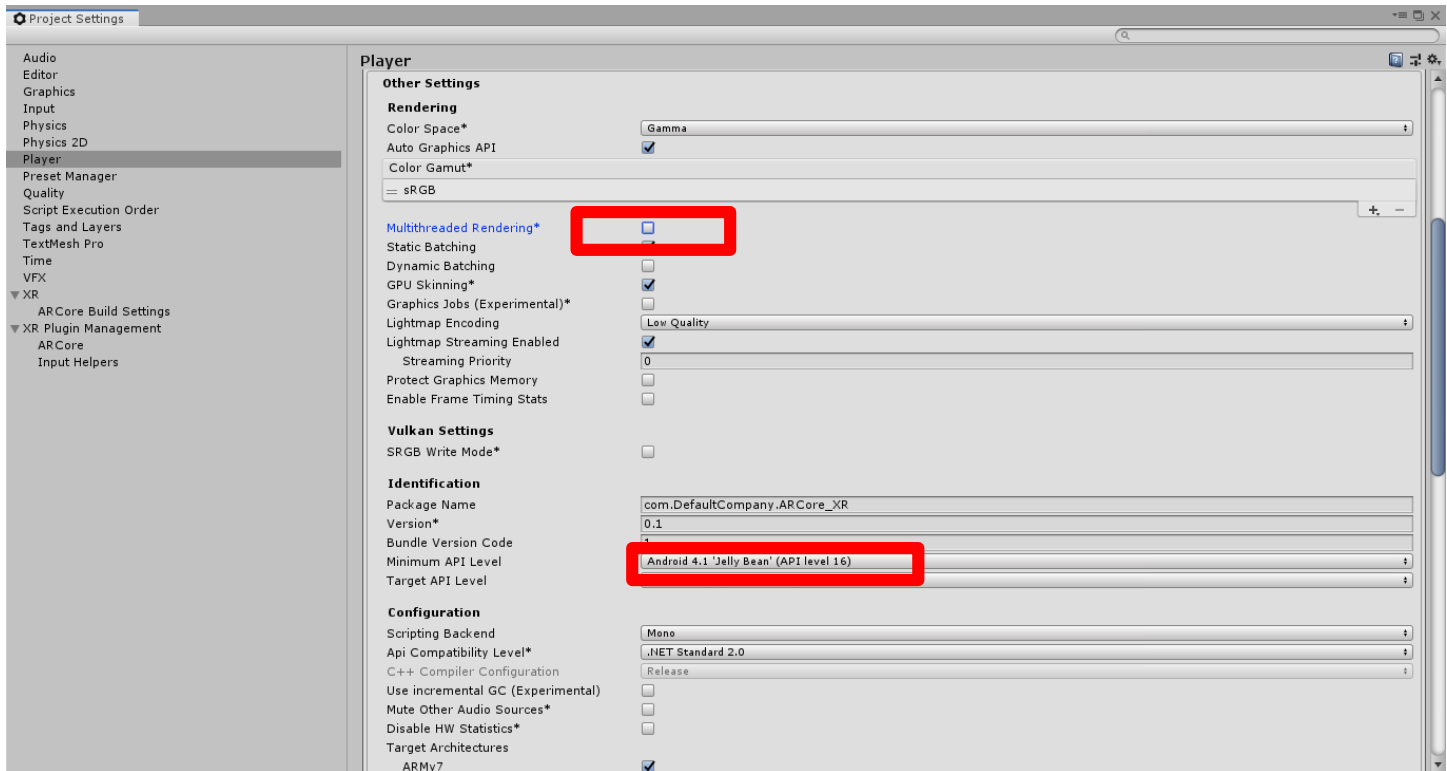 Project Settings
Audio
Editor
Graphics
Input
Physics
Physics 2D
Player
Preset Manager
Quality
Script Execution Order
Tags and Layers
TextMesh Pro
Time
VFX
XR
ARCore Build Settings
XR Plugin Management
ARCore
Input Helpers
Player
Other Settings
Rendering
Color Space* Gamma
Auto Graphics API
Color Gamut*
= sRGB
Multithreaded Rendering*
Static Batching
Dynamic Batching
GPU Skinning*
Graphics Jobs (Experimental)*
Lightmap Encoding Low Quality
Lightmap Streaming Enabled
Streaming Priority 0
Protect Graphics Memory
Enable Frame Timing Stats
Vulkan Settings
SRGB Write Mode*
Identification
Package Name com.DefaultCompany.ARCore_XR
Version* 0.1
Bundle Version Code
Minimum API Level Android 4.1 'Jelly Bean' (API level 16)
Target API Level
Configuration
Scripting Backend Mono
Api Compatibility Level* .NET Standard 2.0
C++ Compiler Configuration Release
Use incremental GC (Experimental)
Mute Other Audio Sources*
Disable HW Statistics*
Target Architectures
ARMv7